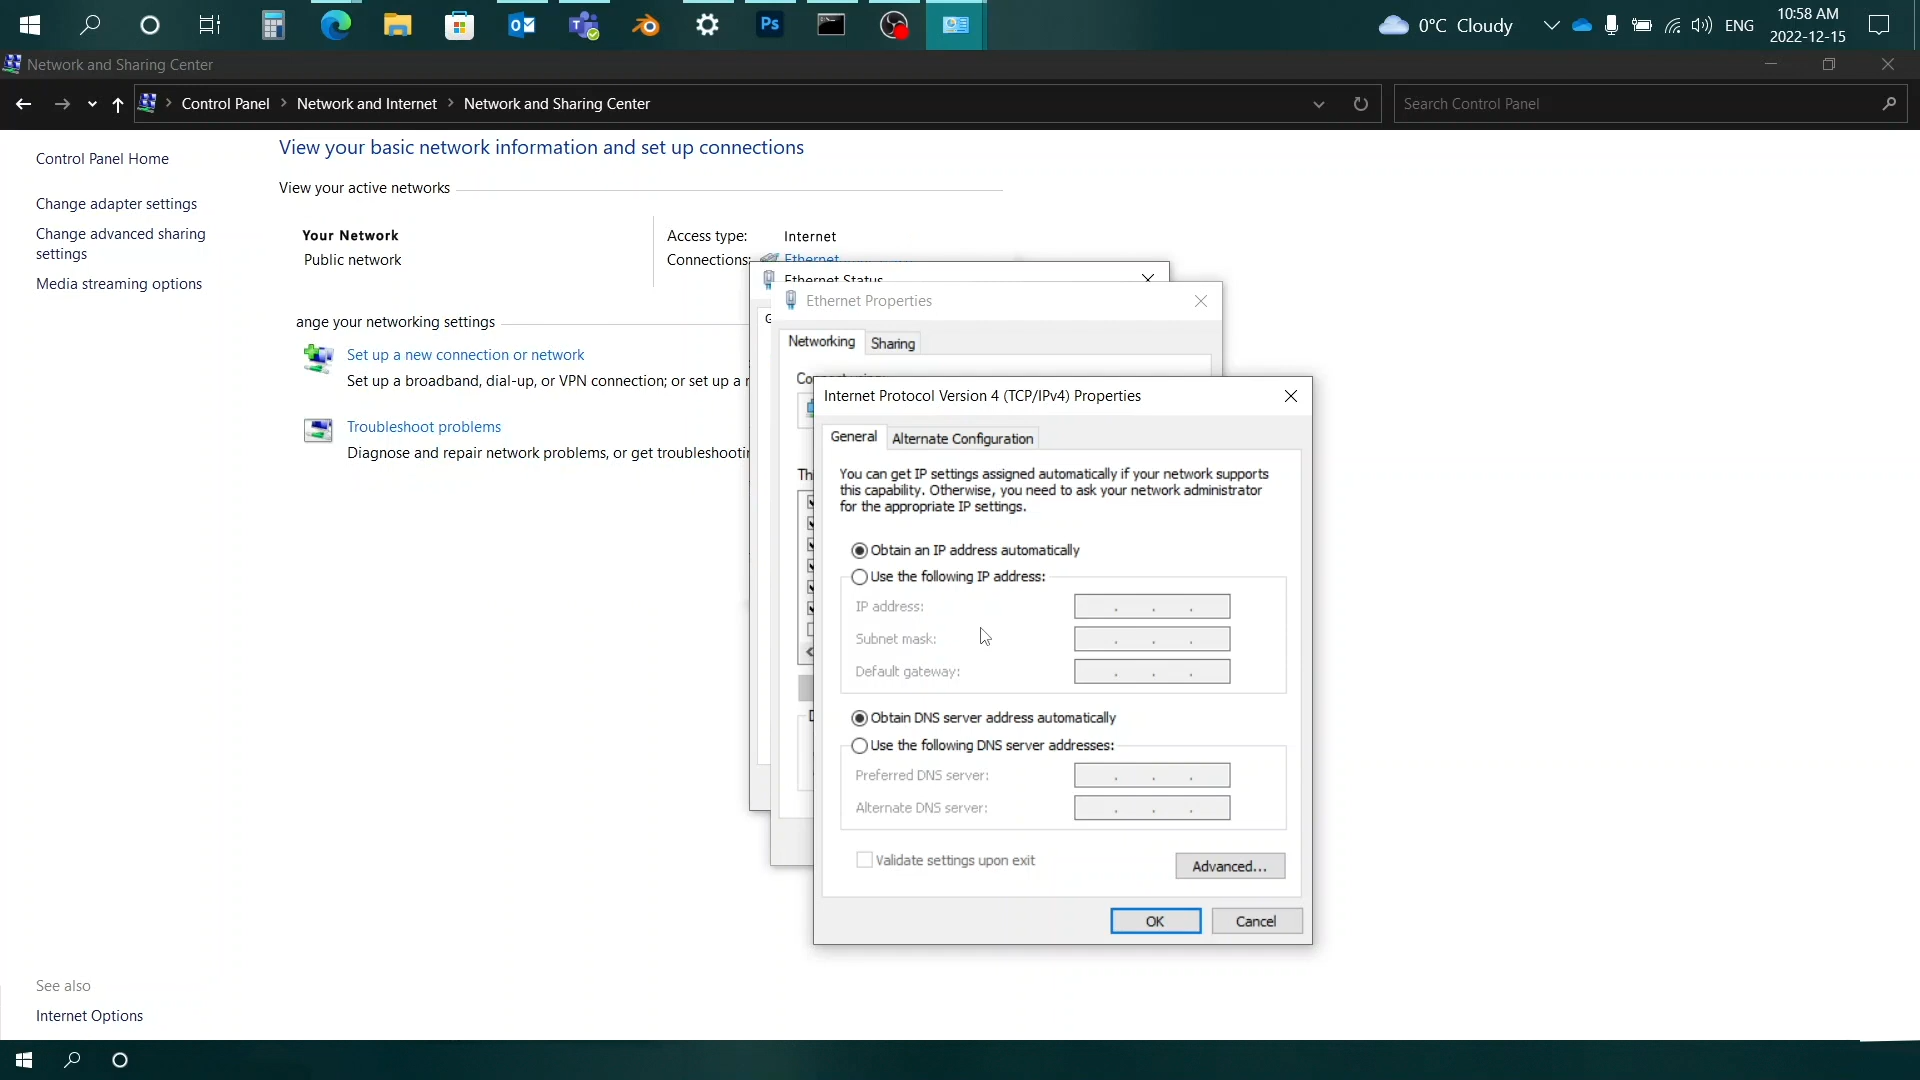 0°C Cloudy
ENG
10:58 AM
2022-12-15
Ps
Network and Sharing Center
Control Panel > Network and Internet > Network and Sharing Center
Search Control Panel
Control Panel Home
Change adapter settings
Change advanced sharing
settings
Media streaming options
View your basic network information and set up connections
View your active networks
Your Network
Public network
Access type: Internet
Connections: Ethernet
ange your networking settings
Set up a new connection or network
Set up a broadband, dial-up, or VPN connection; or set up a r
Troubleshoot problems
Diagnose and repair network problems, or get troubleshootin
Ethernet Status
Ethernet Properties
Networking
Sharing
Internet Protocol Version 4 (TCP/IPv4) Properties
General
Alternate Configuration
You can get IP settings assigned automatically if your network supports
this capability. Otherwise, you need to ask your network administrator
for the appropriate IP settings.
Obtain an IP address automatically
Use the following IP address:
IP address: . . .
Subnet mask: . . .
Default gateway: . . .
Obtain DNS server address automatically
Use the following DNS server addresses:
Preferred DNS server: . . .
Alternate DNS server: . . .
Validate settings upon exit
Advanced...
OK
Cancel
See also
Internet Options